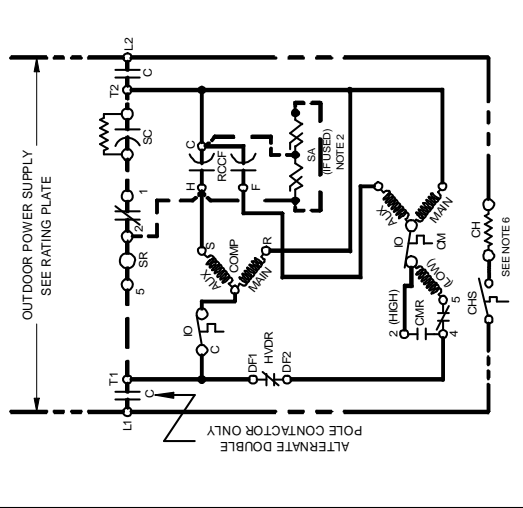 OUTDOOR POWER SUPPLY
SEE RATING PLATE
L2
C
T2
SC
1
2
SR
5
T1
C
L1
ALTERNATE DOUBLE
POLE CONTACTOR ONLY
H
C
RCCF
F
SA
(IF USED)
NOTE 2
S
AUX
COMP
MAIN
R
IO
C
DF1
HVDR
DF2
AUX
IO
MAIN
CM
(LOW)
2 (HIGH)
CMR
5
4
CH
SEE NOTE 6
CHS